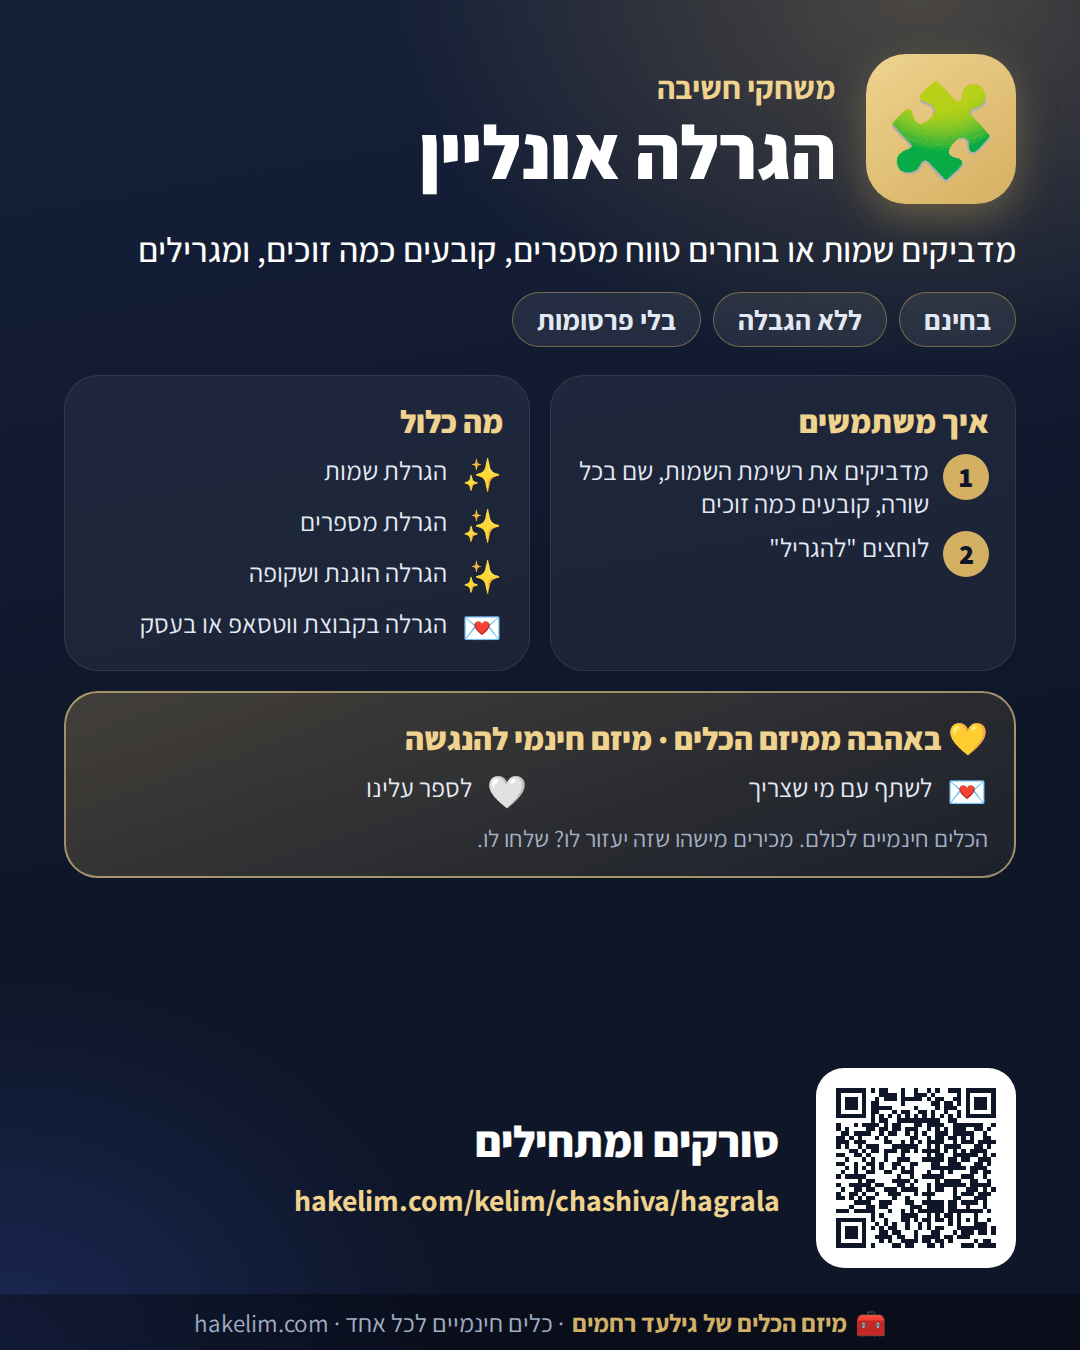 משחקי חשיבה
הגרלה אונליין
מדביקים שמות או בוחרים טווח מספרים, קובעים כמה זוכים, ומגרילים
בחינם
ללא הגבלה
בלי פרסומות
איך משתמשים
1 מדביקים את רשימת השמות, שם בכל
שורה, קובעים כמה זוכים
2 לוחצים "להגריל"
מה כלול
הגרלת שמות
הגרלת מספרים
הגרלה הוגנת ושקופה
הגרלה בקבוצת ווטסאפ או בעסק
באהבה ממיזם הכלים · מיזם חינמי להנגשה
לשתף עם מי שצריך
לספר עלינו
הכלים חינמיים לכולם. מכירים מישהו שזה יעזור לו? שלחו לו.
סורקים ומתחילים
hakelim.com/kelim/chashiva/hagrala
מיזם הכלים של גילעד רחמים · כלים חינמיים לכל אחד · hakelim.com